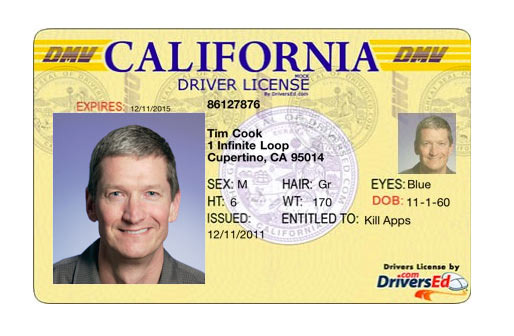 DMV CALIFORNIA DMV
DRIVER LICENSE MOCK
By DriversEd.com
EXPIRES: 12/11/2015 86127876
Tim Cook
1 Infinite Loop
Cupertino, CA 95014
SEX: M HAIR: Gr EYES: Blue
HT: 6 WT: 170 DOB: 11-1-60
ISSUED: ENTITLED TO: Kill Apps
12/11/2011
Drivers License by
.com
DriversEd